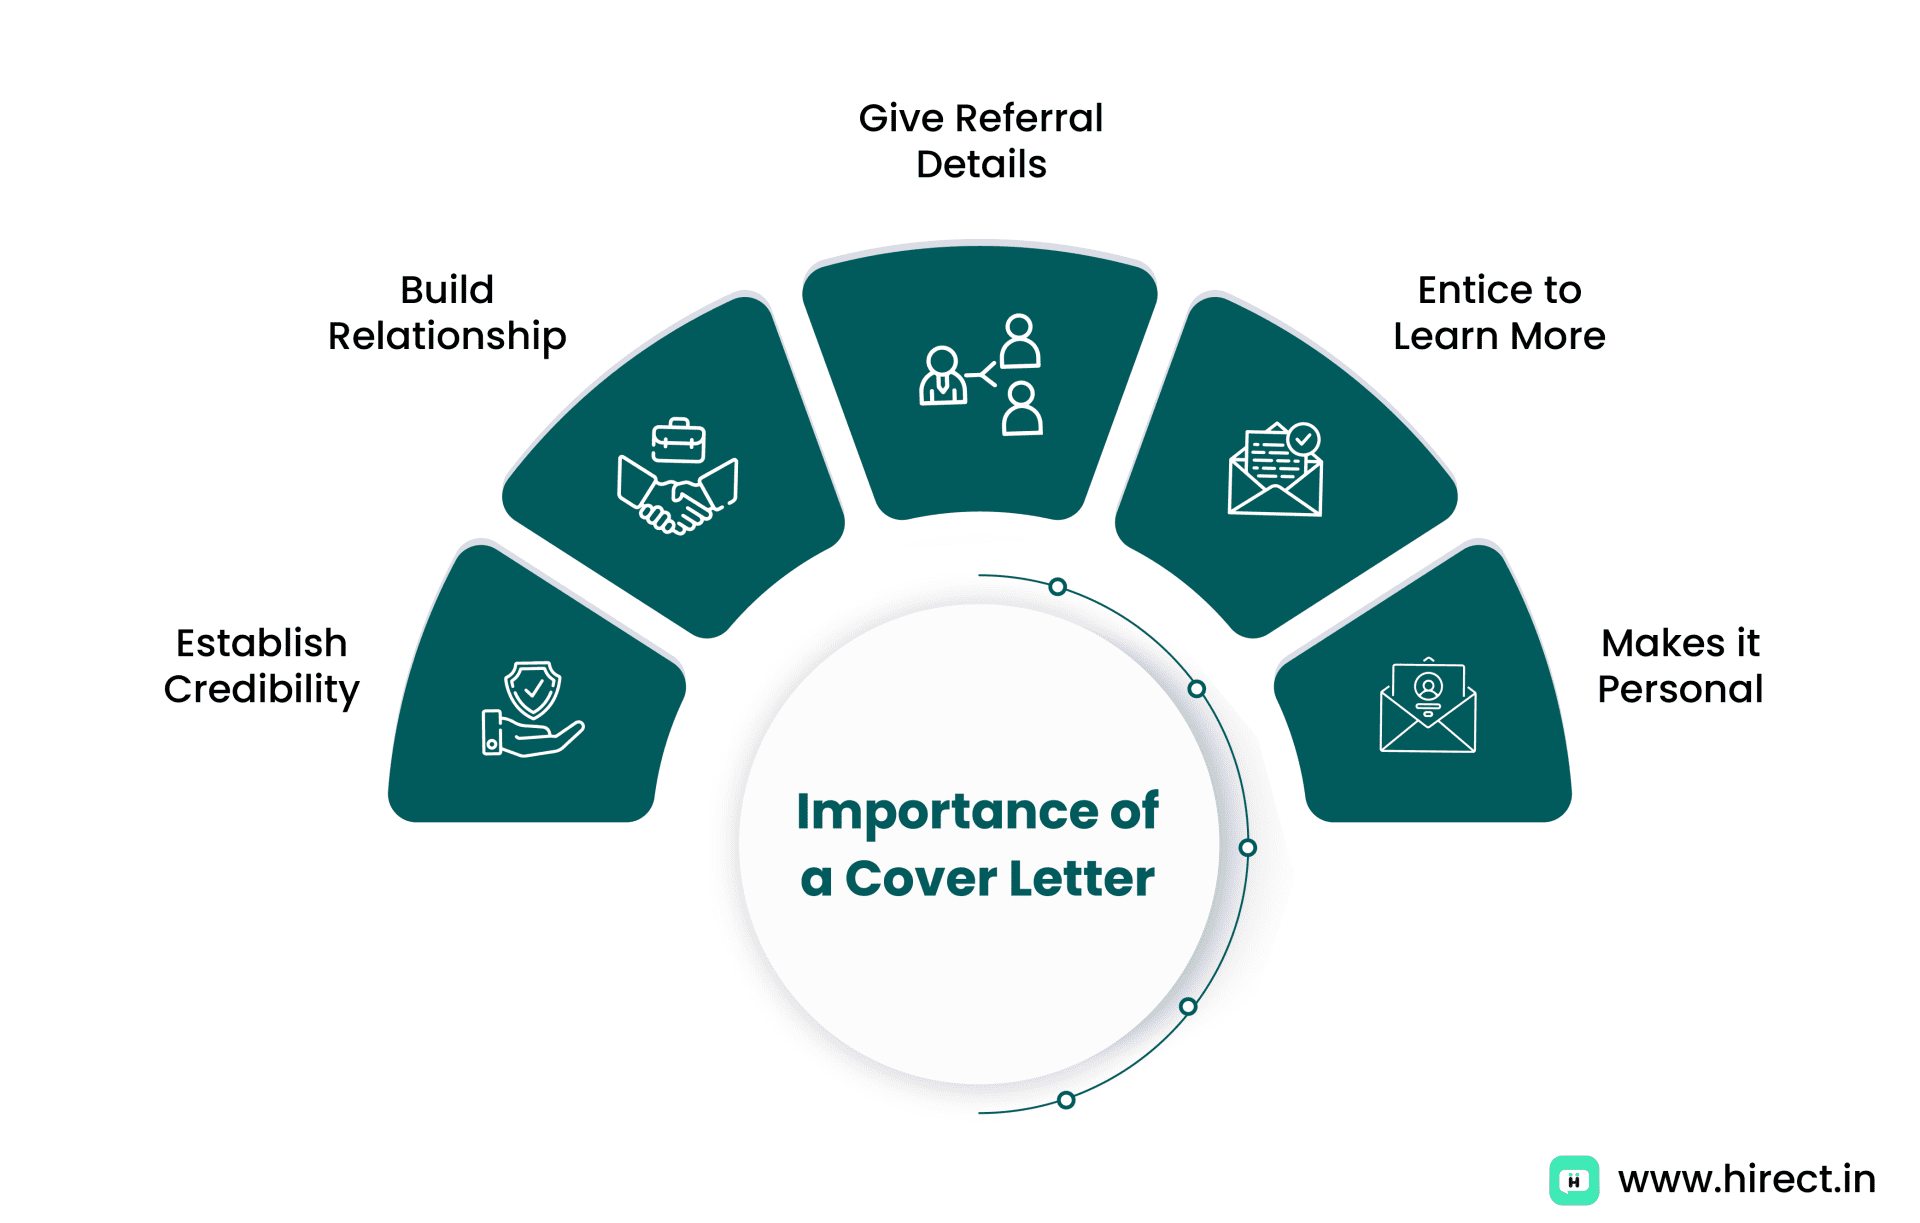 Give Referral
Details
Build
Relationship
Entice to
Learn More
Establish
Credibility
Makes it
Personal
Importance of
a Cover Letter
H
www.hirect.in